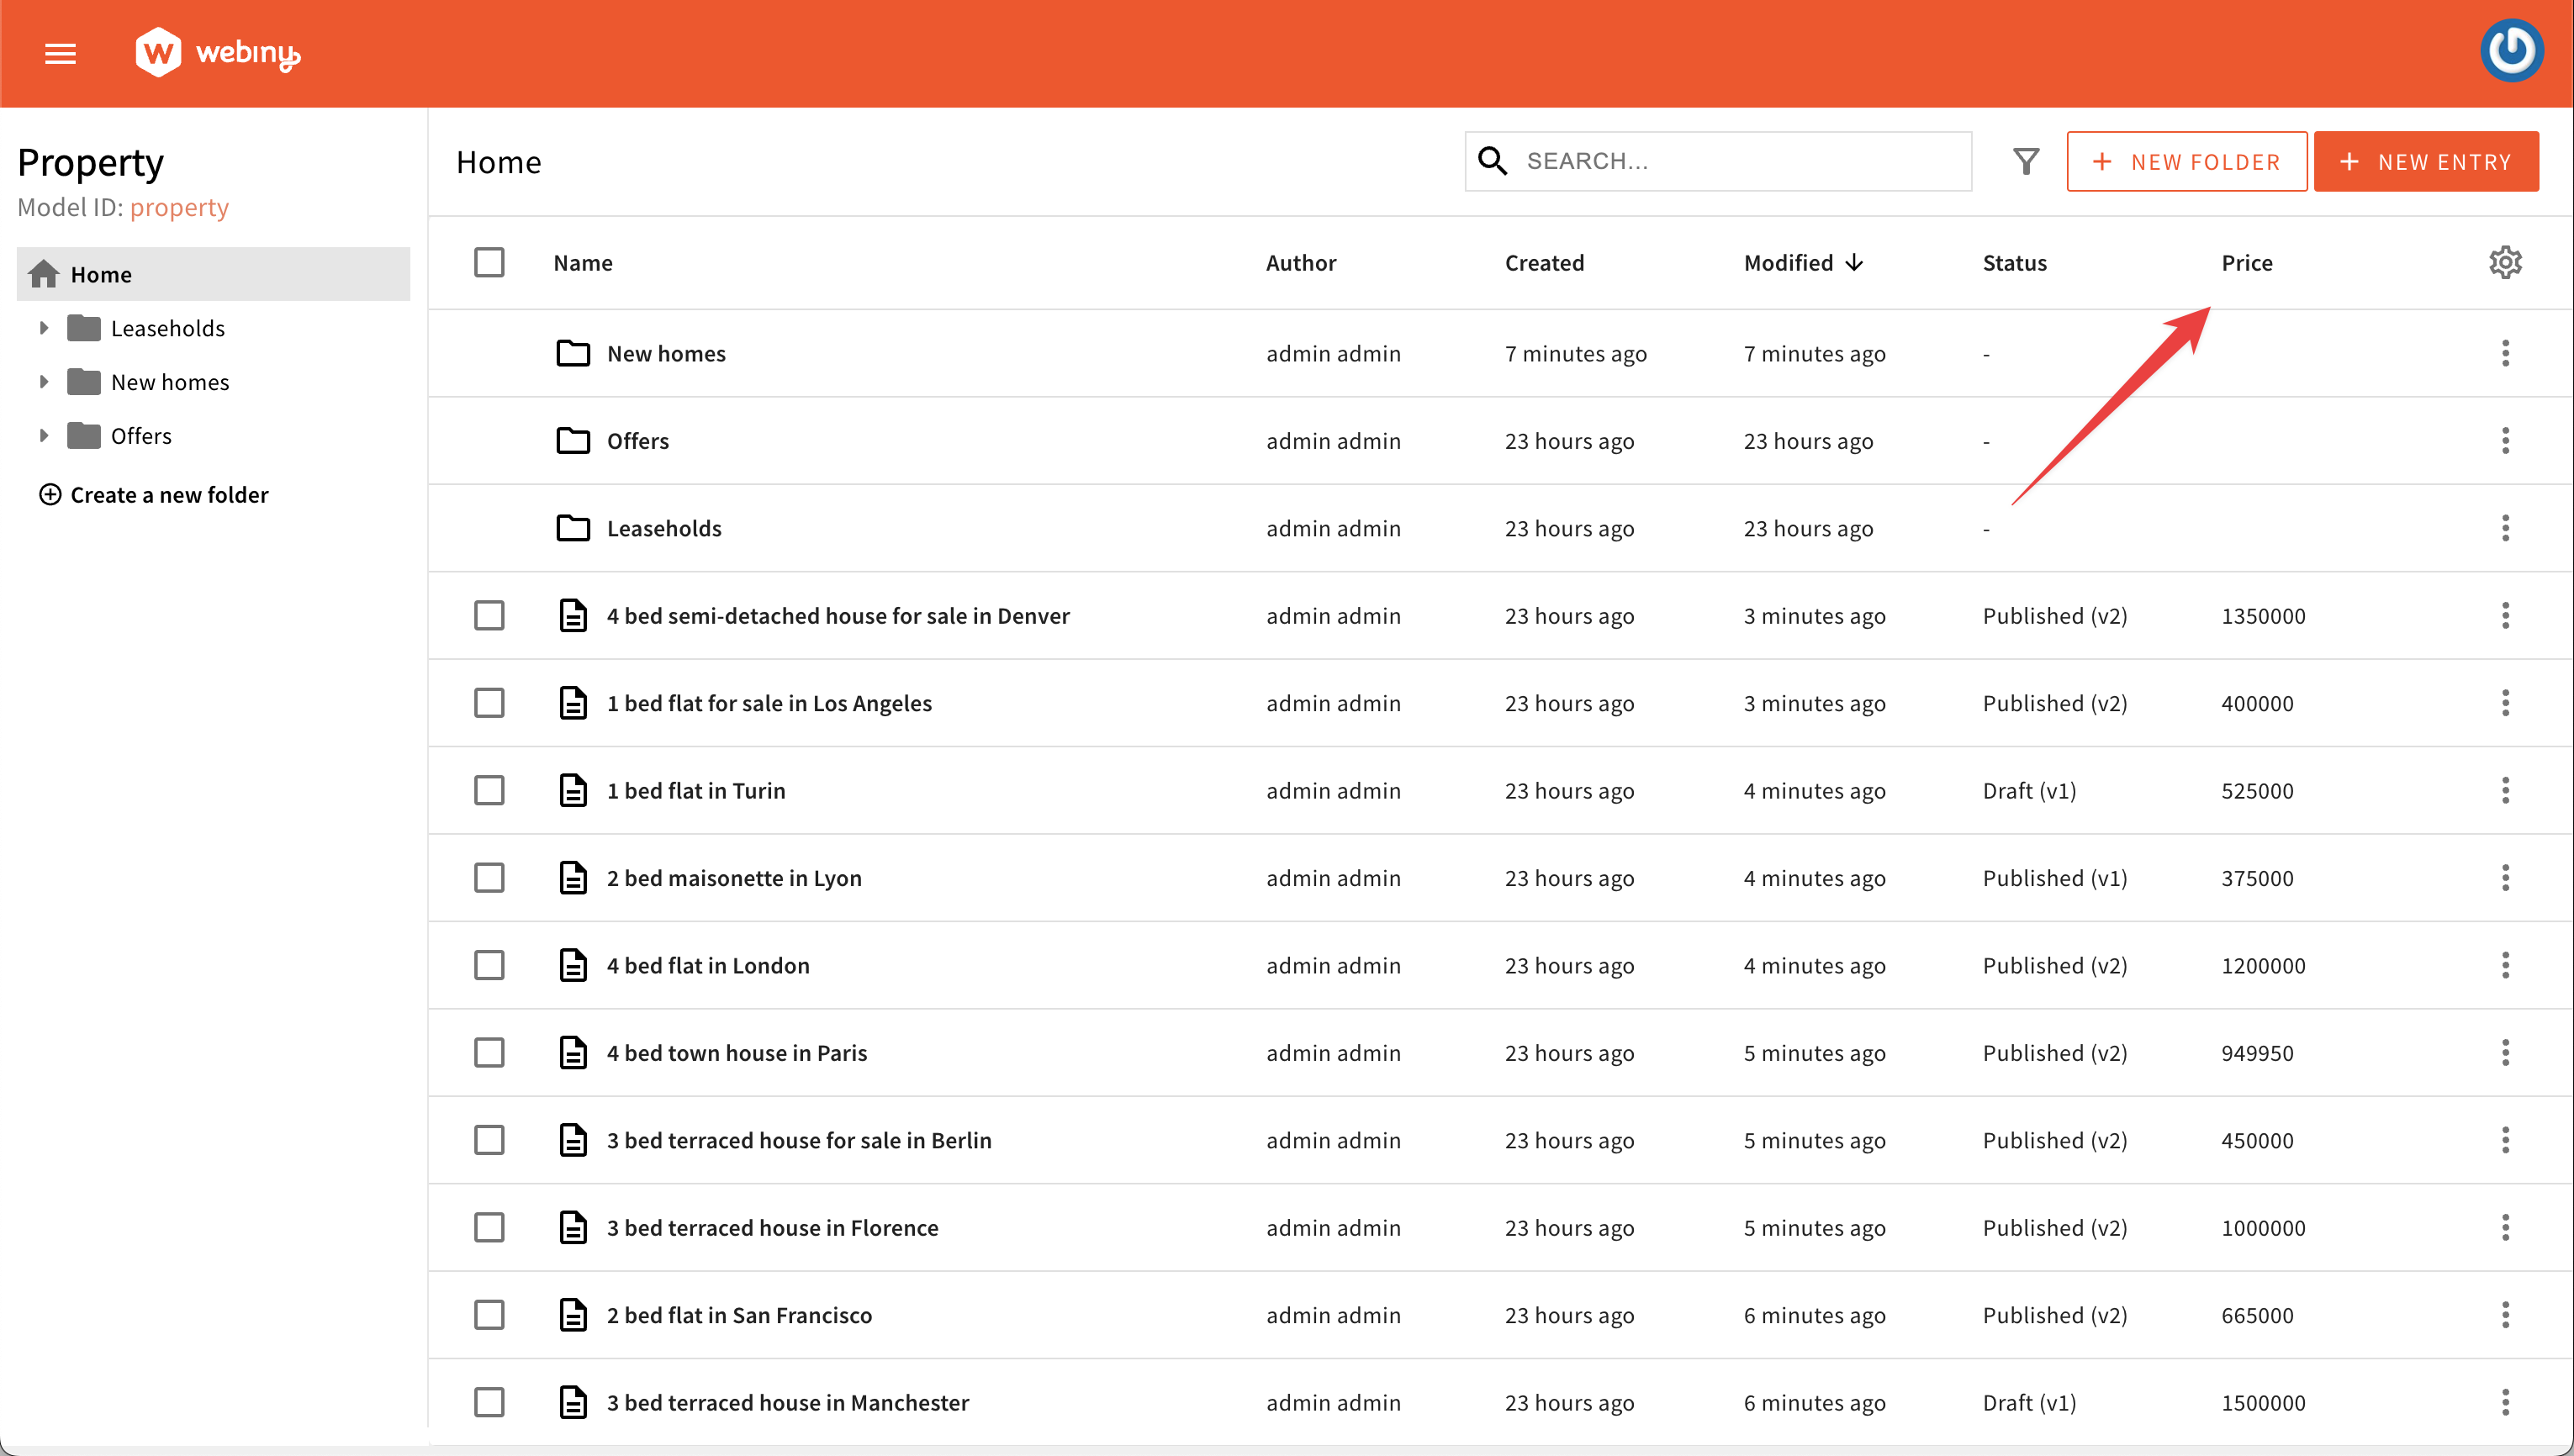 webiny
Property
Model ID: property
Home
Leaseholds
New homes
Offers
Create a new folder
Home
SEARCH...
+ NEW FOLDER
+ NEW ENTRY
Name Author Created Modified Status Price
New homes admin admin 7 minutes ago 7 minutes ago -
Offers admin admin 23 hours ago 23 hours ago -
Leaseholds admin admin 23 hours ago 23 hours ago -
4 bed semi-detached house for sale in Denver admin admin 23 hours ago 3 minutes ago Published (v2) 1350000
1 bed flat for sale in Los Angeles admin admin 23 hours ago 3 minutes ago Published (v2) 400000
1 bed flat in Turin admin admin 23 hours ago 4 minutes ago Draft (v1) 525000
2 bed maisonette in Lyon admin admin 23 hours ago 4 minutes ago Published (v1) 375000
4 bed flat in London admin admin 23 hours ago 4 minutes ago Published (v2) 1200000
4 bed town house in Paris admin admin 23 hours ago 5 minutes ago Published (v2) 949950
3 bed terraced house for sale in Berlin admin admin 23 hours ago 5 minutes ago Published (v2) 450000
3 bed terraced house in Florence admin admin 23 hours ago 5 minutes ago Published (v2) 1000000
2 bed flat in San Francisco admin admin 23 hours ago 6 minutes ago Published (v2) 665000
3 bed terraced house in Manchester admin admin 23 hours ago 6 minutes ago Draft (v1) 1500000